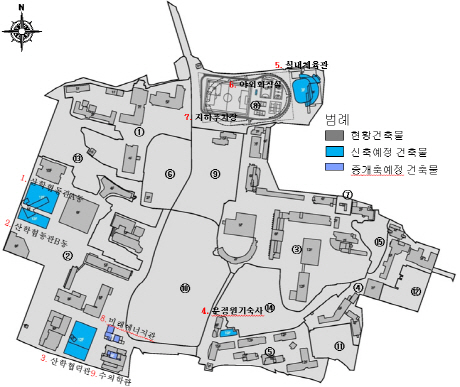 N
5. 실내체육관
6. 야외화장실
⑧
7. 지하주차장
범례
현황건축물
신축예정 건축물
증개축예정 건축물
①
⑬
⑥
⑨
1. 산학협동관A동
⑦
2. 산학협동관B동
⑮
②
③
⑩
④
⑫
4. 운정원기숙사
⑭
8. 미래에너지관
⑪
⑤
3. 산학협력관
9. 수의학관